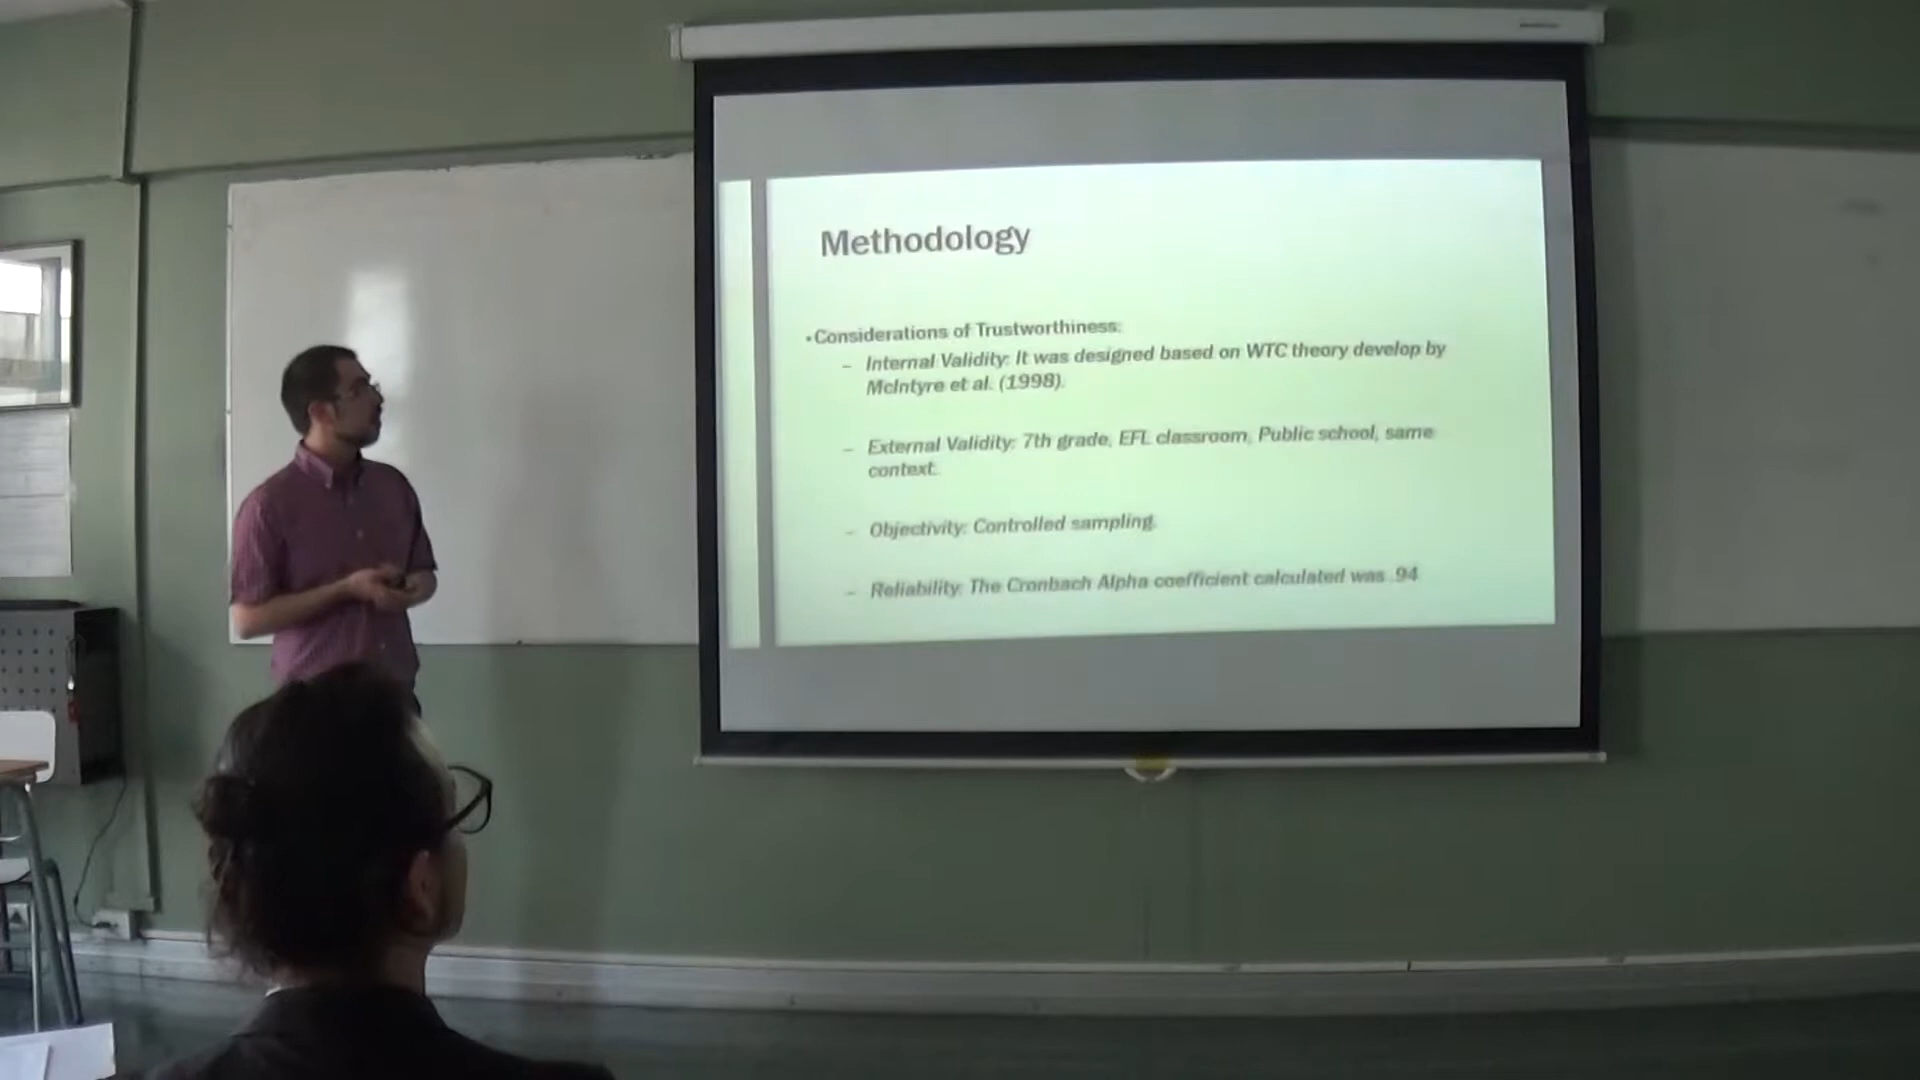 Methodology
• Considerations of Trustworthiness:
– Internal Validity: It was designed based on WTC theory develop by
McIntyre et al. (1998).
– External Validity: 7th grade, EFL classroom, Public school, same
context.
– Objectivity: Controlled sampling.
– Reliability: The Cronbach Alpha coefficient calculated was .94